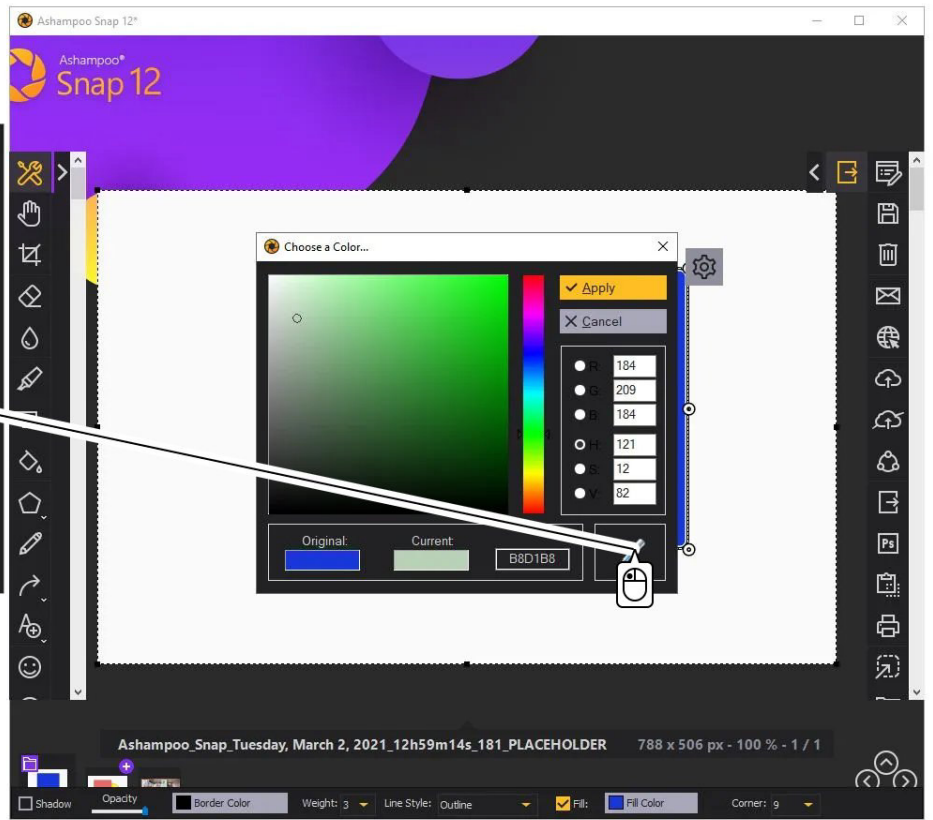 Ashampoo Snap 12*
Ashampoo®
Snap 12
Choose a Color...
Apply
Cancel
R: 184
G: 209
B: 184
H: 121
S: 12
V: 82
Original:
Current:
B8D1B8
Ps
Ashampoo_Snap_Tuesday, March 2, 2021_12h59m14s_181_PLACEHOLDER 788 x 506 px - 100 % - 1 / 1
Shadow Opacity Border Color Weight: 3 Line Style: Outline Fill: Fill Color Corner: 9